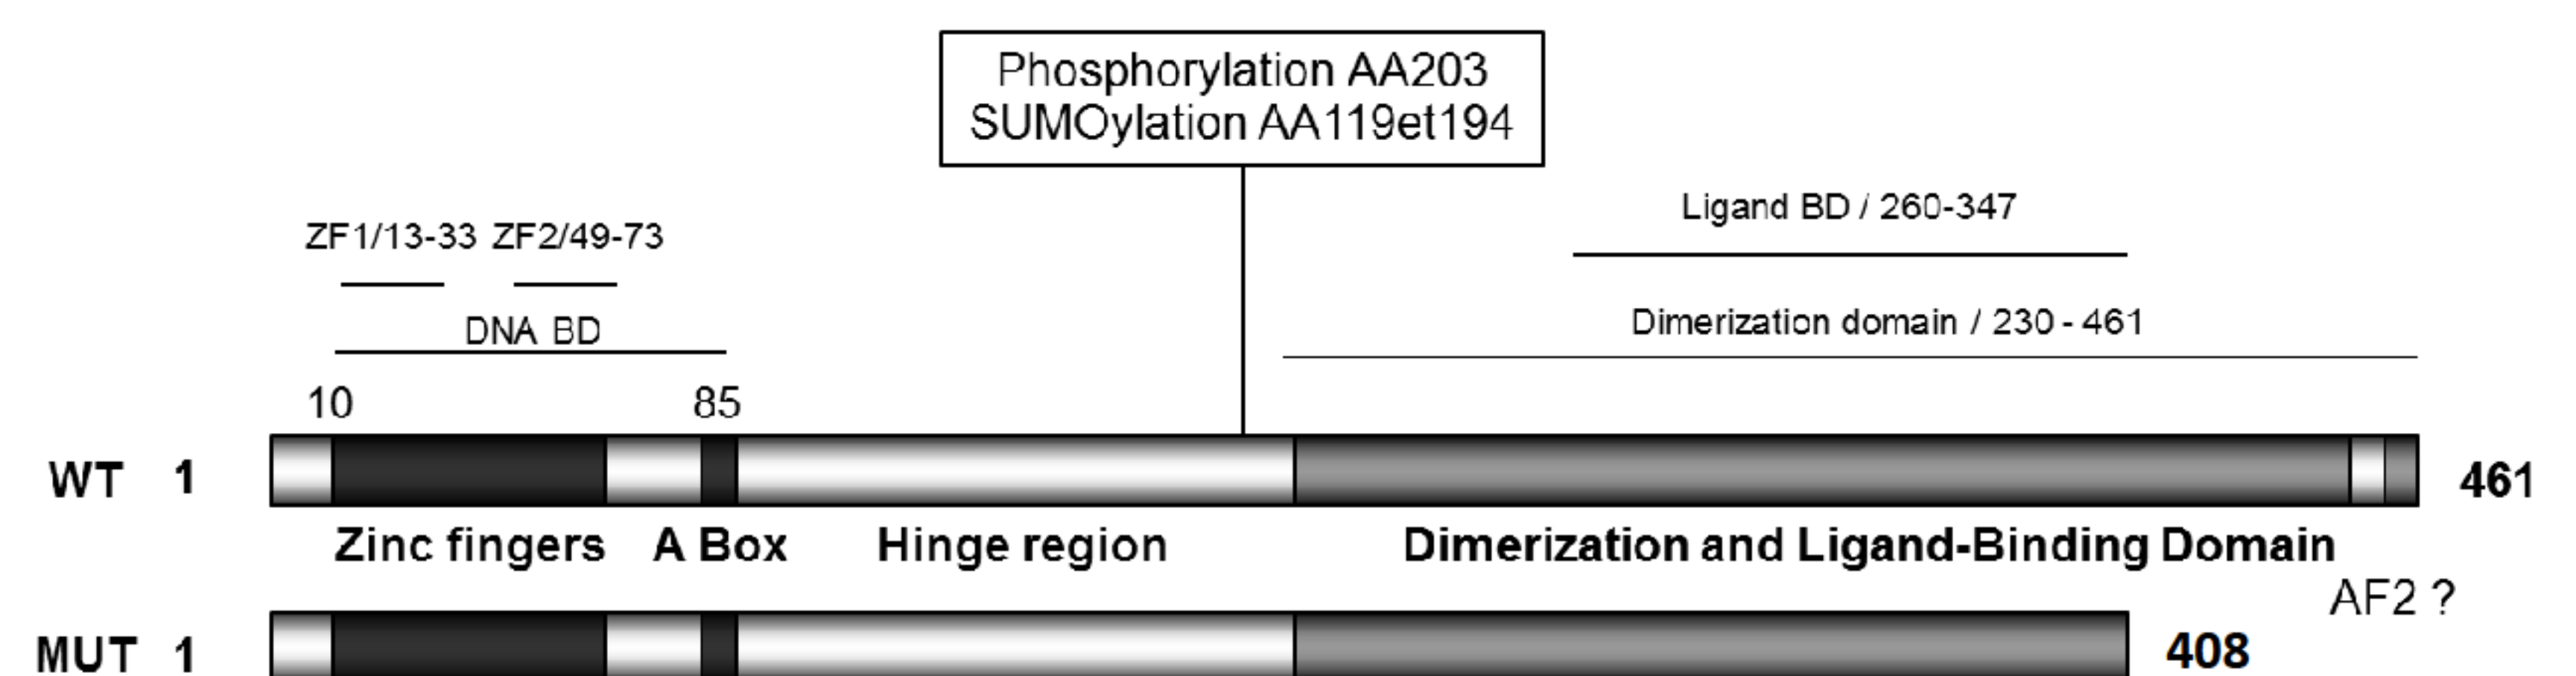 Phosphorylation AA203
SUMOylation AA119et194
Ligand BD / 260-347
ZF1/13-33 ZF2/49-73
Dimerization domain / 230 - 461
DNA BD
10 85
WT 1 461
Zinc fingers A Box Hinge region Dimerization and Ligand-Binding Domain
AF2 ?
MUT 1 408